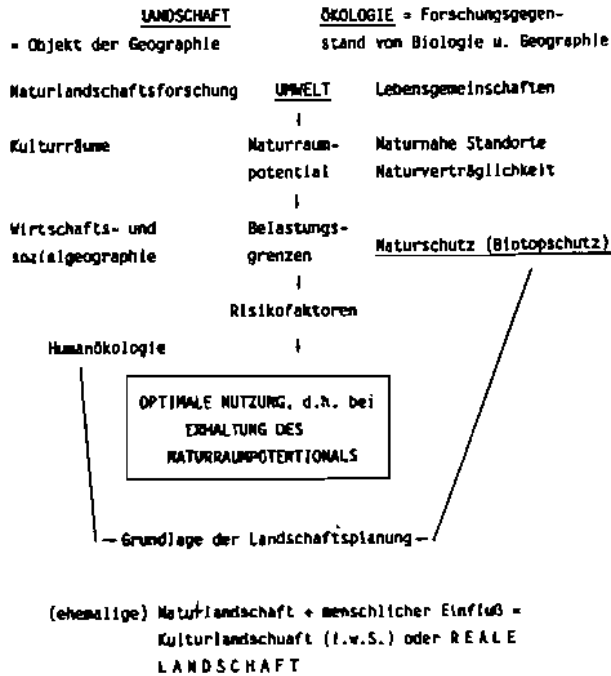 LANDSCHAFT ÖKOLOGIE = Forschungsgegen-
= Objekt der Geographie stand von Biologie u. Geographie
Naturlandschaftsforschung UMWELT Lebensgemeinschaften
Kulturräume Naturraum- Naturnahe Standorte
potential Naturverträglichkeit
Wirtschafts- und Belastungs-
sozialgeographie grenzen Naturschutz (Biotopschutz)
Risikofaktoren
Humanökologie
OPTIMALE NUTZUNG, d.h. bei
ERHALTUNG DES
NATURRAUMPOTENTIONALS
— Grundlage der Landschaftsplanung —
(ehemalige) Naturlandschaft + menschlicher Einfluß =
Kulturlandschuaft (i.w.S.) oder R E A L E
L A N D S C H A F T